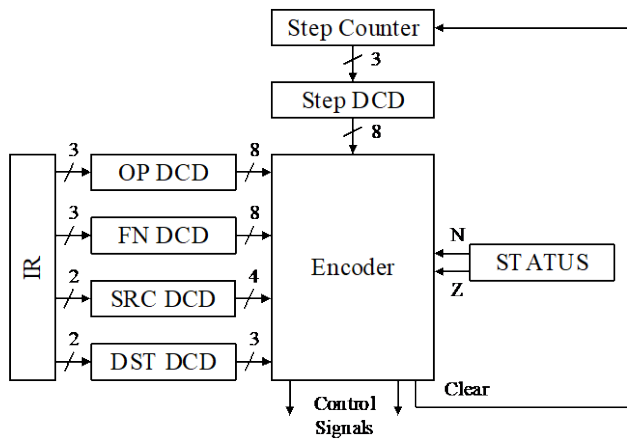 Step Counter
3
Step DCD
8
3
OP DCD
8
3
FN DCD
8
IR
Encoder
N
STATUS
Z
2
SRC DCD
4
2
DST DCD
3
Clear
Control
Signals